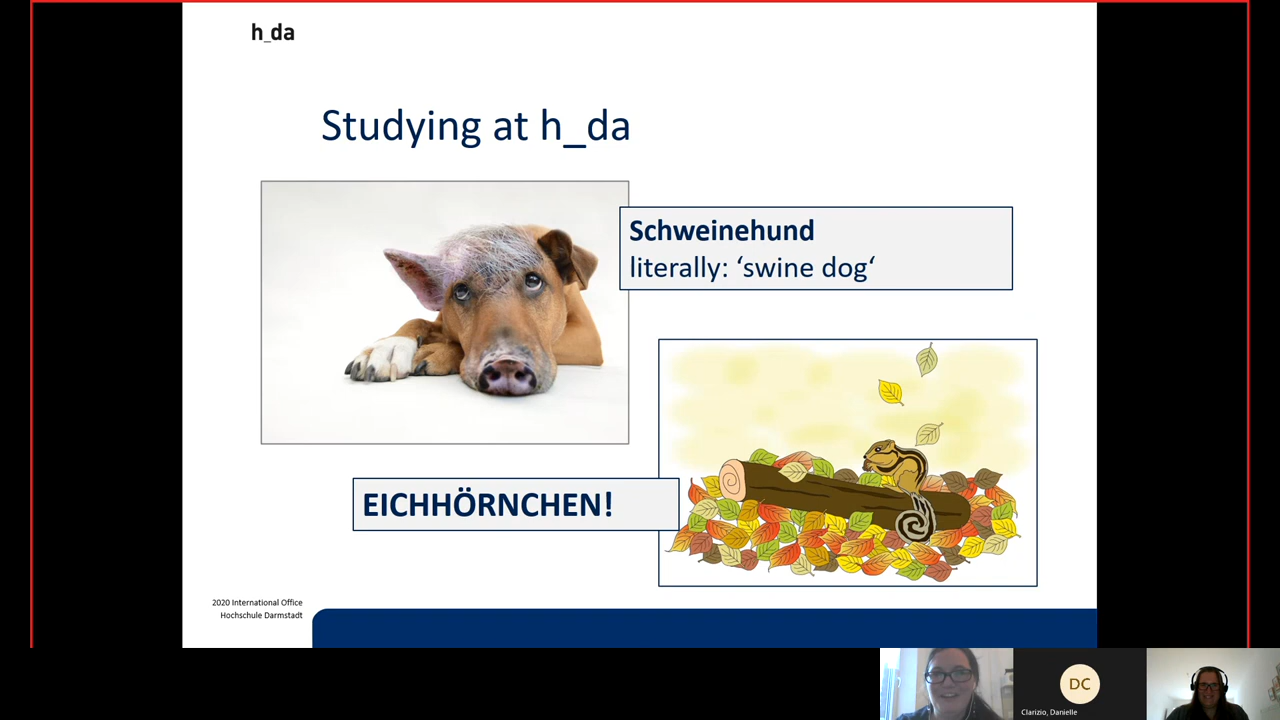 h_da
Studying at h_da
Schweinehund
literally: ‘swine dog‘
EICHHÖRNCHEN!
2020 International Office
Hochschule Darmstadt
DC
Clarizio, Danielle